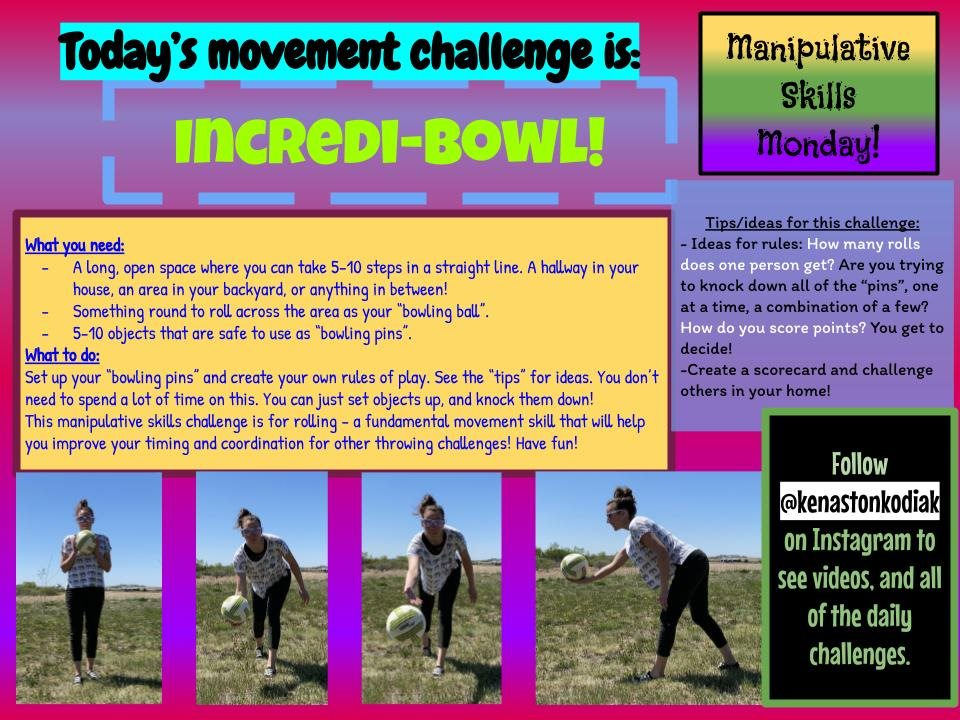 Today's movement challenge is:
INCREDI-BOWL!
Manipulative
Skills
Monday!
What you need:
- A long, open space where you can take 5-10 steps in a straight line. A hallway in your
house, an area in your backyard, or anything in between!
- Something round to roll across the area as your "bowling ball".
- 5-10 objects that are safe to use as "bowling pins".
What to do:
Set up your "bowling pins" and create your own rules of play. See the "tips" for ideas. You don't
need to spend a lot of time on this. You can just set objects up, and knock them down!
This manipulative skills challenge is for rolling - a fundamental movement skill that will help
you improve your timing and coordination for other throwing challenges! Have fun!
Tips/ideas for this challenge:
- Ideas for rules: How many rolls
does one person get? Are you trying
to knock down all of the "pins", one
at a time, a combination of a few?
How do you score points? You get to
decide!
-Create a scorecard and challenge
others in your home!
Follow
@kenastonkodiak
on Instagram to
see videos, and all
of the daily
challenges.